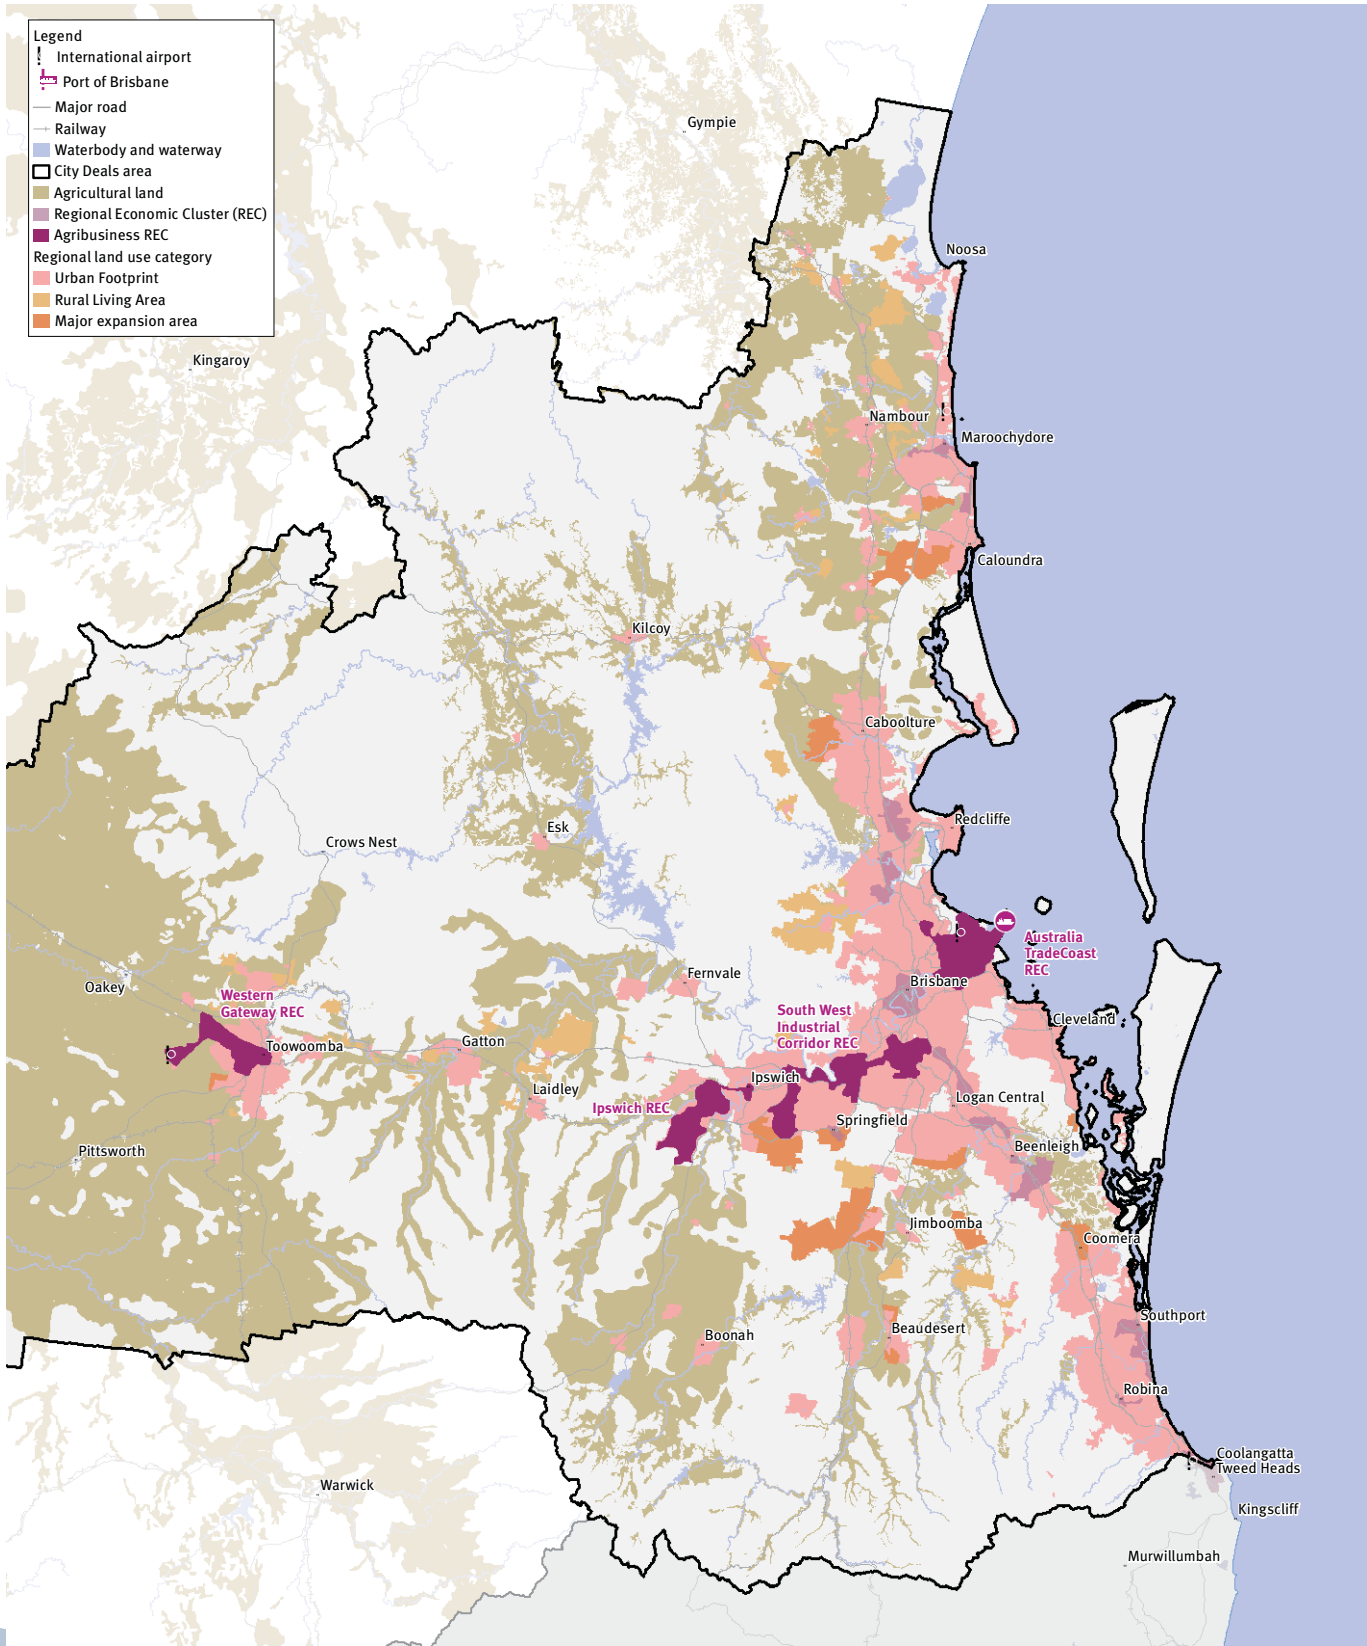 Legend
International airport
Port of Brisbane
Major road
Railway
Waterbody and waterway
City Deals area
Agricultural land
Regional Economic Cluster (REC)
Agribusiness REC
Regional land use category
Urban Footprint
Rural Living Area
Major expansion area
Gympie
Noosa
Kingaroy
Nambour
Maroochydore
Caloundra
Kilcoy
Caboolture
Redcliffe
Esk
Crows Nest
Australia
TradeCoast
REC
Fernvale
Brisbane
Oakey
Western
Gateway REC
South West
Industrial
Corridor REC
Cleveland
Toowoomba
Gatton
Ipswich
Laidley
Ipswich REC
Logan Central
Springfield
Beenleigh
Pittsworth
Jimboomba
Coomera
Southport
Boonah
Beaudesert
Robina
Coolangatta
Tweed Heads
Warwick
Kingscliff
Murwillumbah